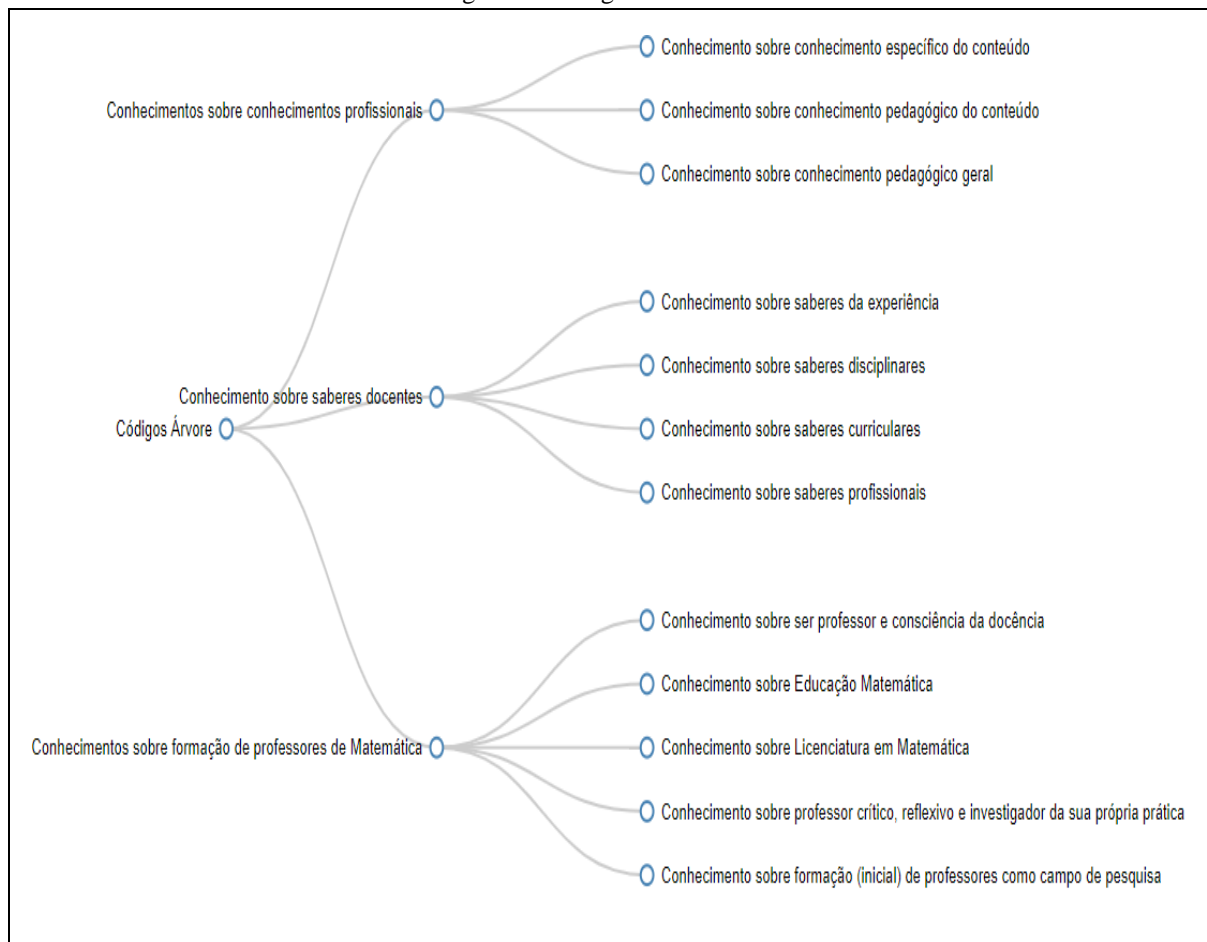 Conhecimento sobre conhecimento específico do conteúdo
Conhecimentos sobre conhecimentos profissionais
Conhecimento sobre conhecimento pedagógico do conteúdo
Conhecimento sobre conhecimento pedagógico geral
Conhecimento sobre saberes da experiência
Conhecimento sobre saberes disciplinares
Conhecimento sobre saberes docentes
Códigos Árvore
Conhecimento sobre saberes curriculares
Conhecimento sobre saberes profissionais
Conhecimento sobre ser professor e consciência da docência
Conhecimento sobre Educação Matemática
Conhecimentos sobre formação de professores de Matemática
Conhecimento sobre Licenciatura em Matemática
Conhecimento sobre professor crítico, reflexivo e investigador da sua própria prática
Conhecimento sobre formação (inicial) de professores como campo de pesquisa